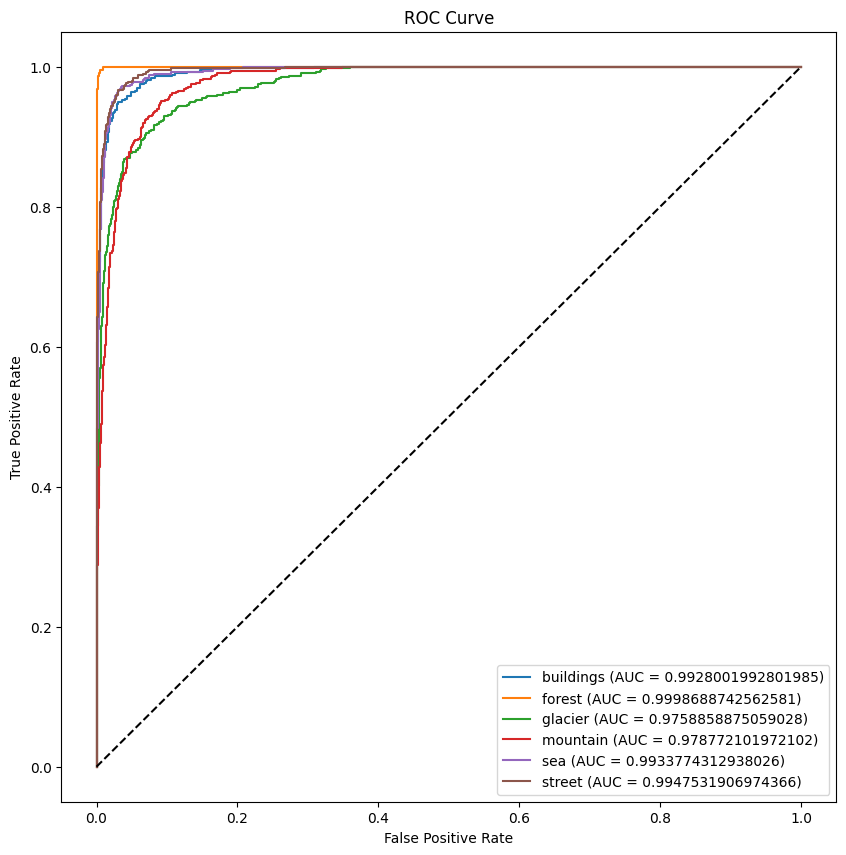 ROC Curve
1.0
0.8
0.6
0.4
0.2
0.0
True Positive Rate
buildings (AUC = 0.9928001992801985)
forest (AUC = 0.9998688742562581)
glacier (AUC = 0.9758858875059028)
mountain (AUC = 0.978772101972102)
sea (AUC = 0.9933774312938026)
street (AUC = 0.9947531906974366)
0.0 0.2 0.4 0.6 0.8 1.0
False Positive Rate